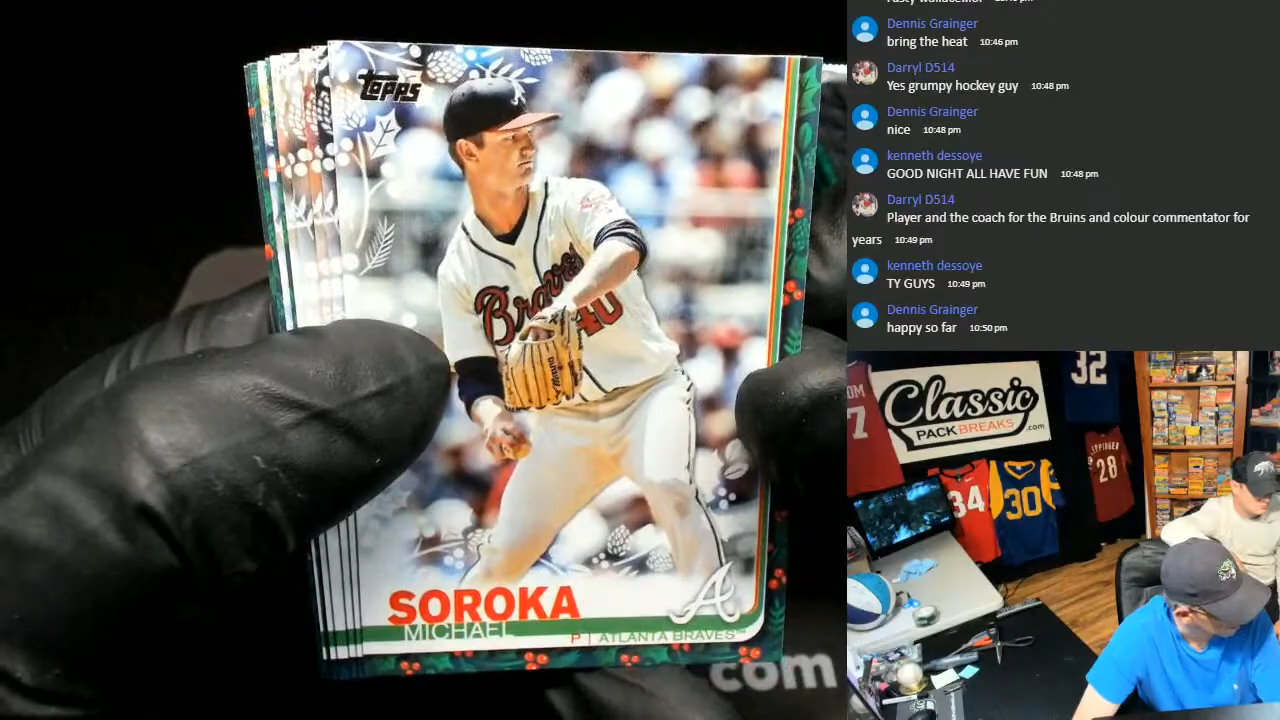 TOPPS
Braves
40
SOROKA
MICHAEL
P | ATLANTA BRAVES™
com
Dennis Grainger
bring the heat 10:46 pm
Darryl D514
Yes grumpy hockey guy 10:48 pm
Dennis Grainger
nice 10:48 pm
kenneth dessoye
GOOD NIGHT ALL HAVE FUN 10:48 pm
Darryl D514
Player and the coach for the Bruins and colour commentator for
years 10:49 pm
kenneth dessoye
TY GUYS 10:49 pm
Dennis Grainger
happy so far 10:50 pm
Classic
PACK BREAKS
.com
32
7
34
30
28